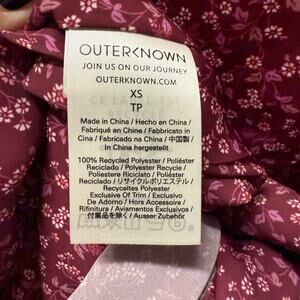 OUTERKNOWN
JOIN US ON OUR JOURNEY
OUTERKNOWN.COM
XS
TP
Made in China / Hecho en China /
Fabriqué en Chine / Fabbricato in
Cina / Fabricado na China / 中国製 /
In China hergestellt
100% Recycled Polyester / Poliéster
Reciclado / Polyester Recyclé /
Poliestere Riciclato / Poliéster
Reciclado / リサイクルポリエステル /
Recyceltes Polyester
Exclusive Of Trim / Exclusivo
De Adorno / Hors Accessoire /
Rifinitura / Aviamentos Exclusivos /
付属品を除く / Ausser Zubehör